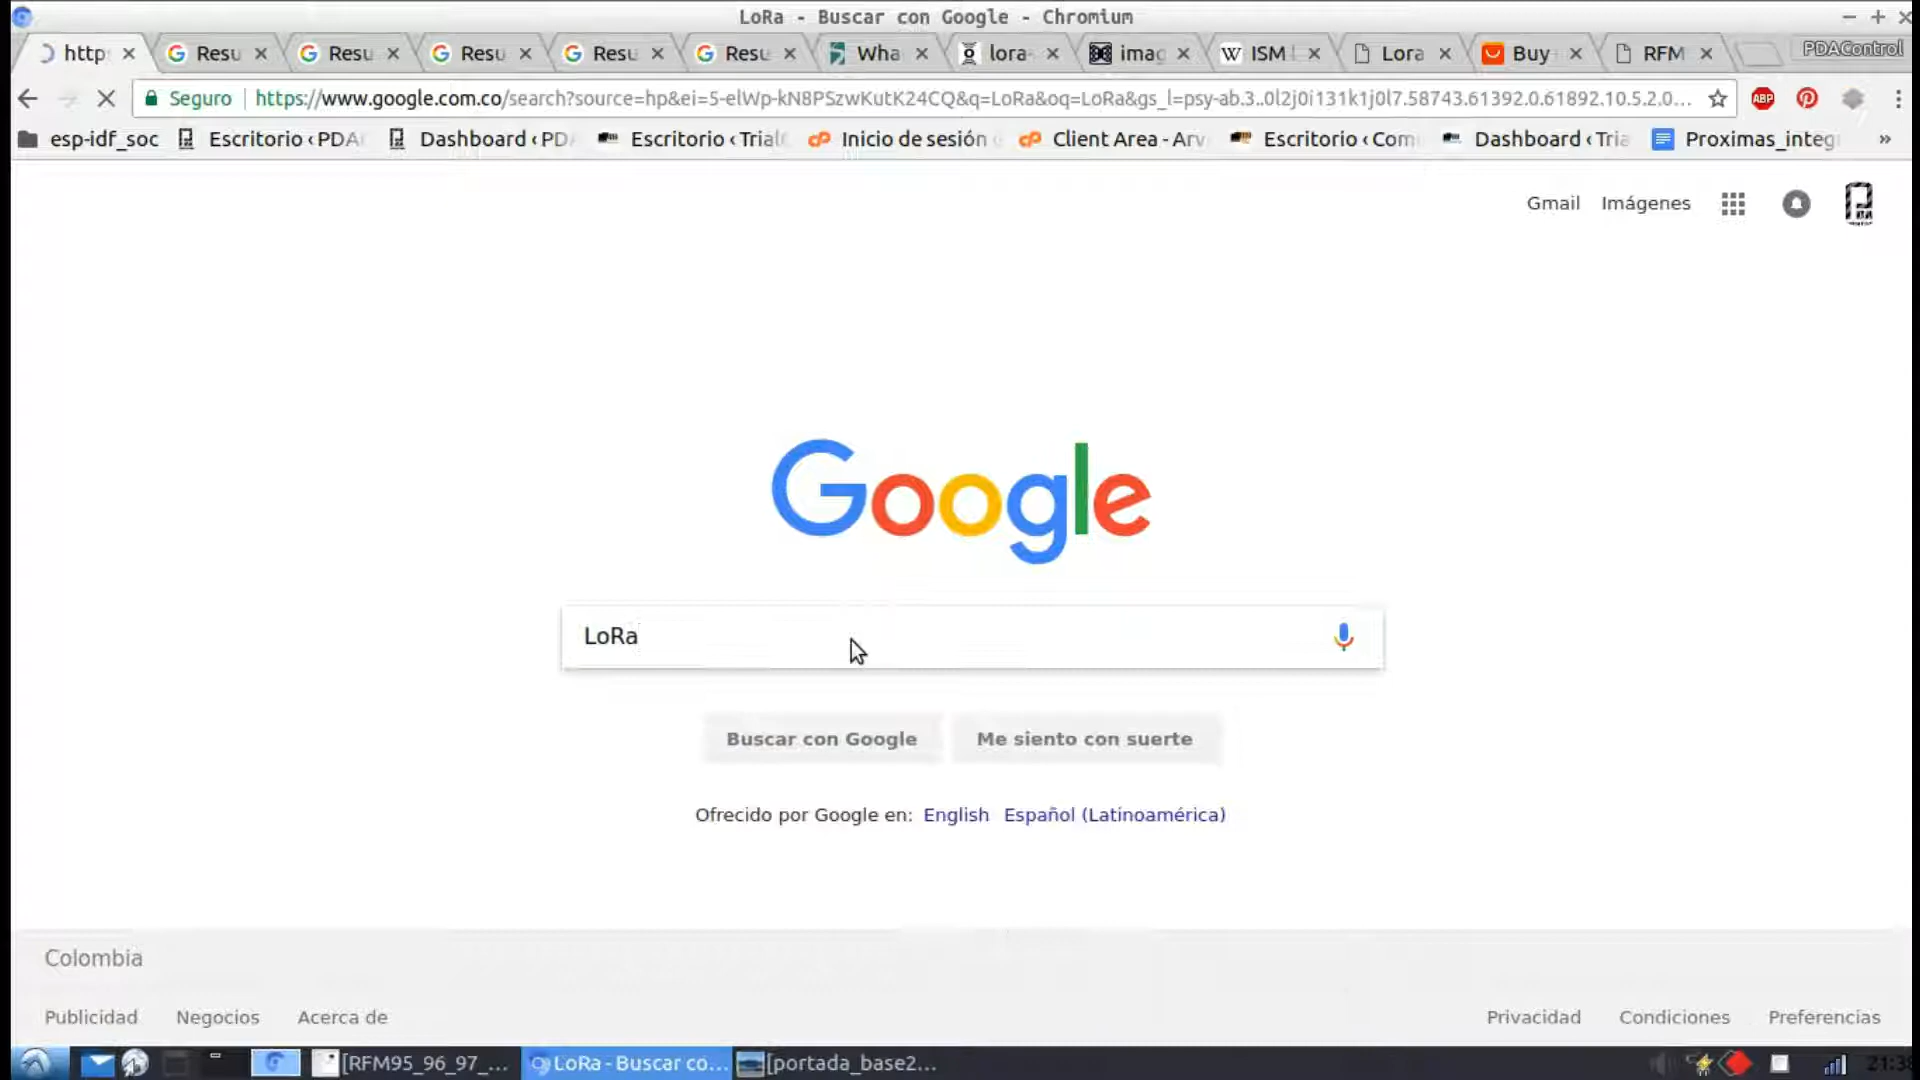 LoRa - Buscar con Google - Chromium
http Resu Resu Resu Resu Resu Wha lora- imag ISM Lora Buy RFM PDAControl
Seguro https://www.google.com.co/search?source=hp&ei=5-elWp-kN8PSzwKutK24CQ&q=LoRa&oq=LoRa&gs_l=psy-ab.3..0l2j0i131k1j0l7.58743.61392.0.61892.10.5.2.0... ABP
esp-idf_soc Escritorio ‹ PDA Dashboard ‹ PD Escritorio ‹ Trial Inicio de sesión Client Area - Arv Escritorio ‹ Com Dashboard ‹ Tria Proximas_integ »
Gmail Imágenes
Google
LoRa
Buscar con Google Me siento con suerte
Ofrecido por Google en: English Español (Latinoamérica)
Colombia
Publicidad Negocios Acerca de Privacidad Condiciones Preferencias
[RFM95_96_97_... LoRa - Buscar co... [portada_base2...